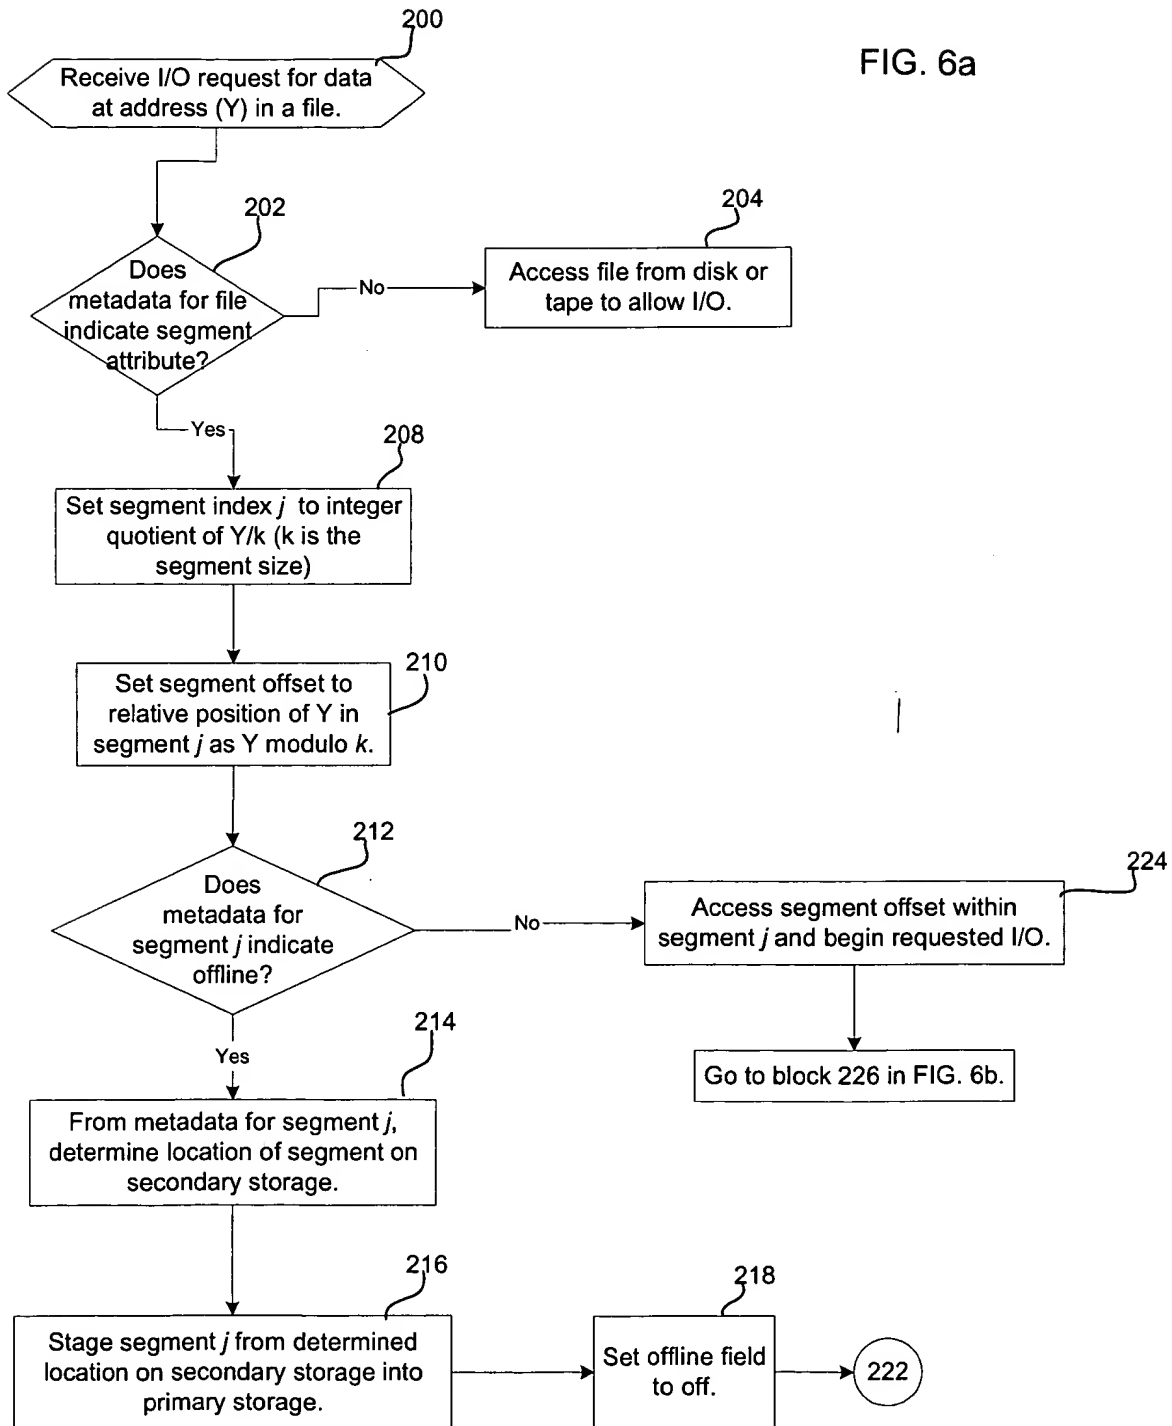 200
FIG. 6a
Receive I/O request for data
at address (Y) in a file.
202
204
Does
metadata for file
indicate segment
attribute?
No
Access file from disk or
tape to allow I/O.
Yes
208
Set segment index j to integer
quotient of Y/k (k is the
segment size)
210
Set segment offset to
relative position of Y in
segment j as Y modulo k.
212
224
Does
metadata for
segment j indicate
offline?
No
Access segment offset within
segment j and begin requested I/O.
Yes
Go to block 226 in FIG. 6b.
214
From metadata for segment j,
determine location of segment on
secondary storage.
216
218
Stage segment j from determined
location on secondary storage into
primary storage.
Set offline field
to off.
222